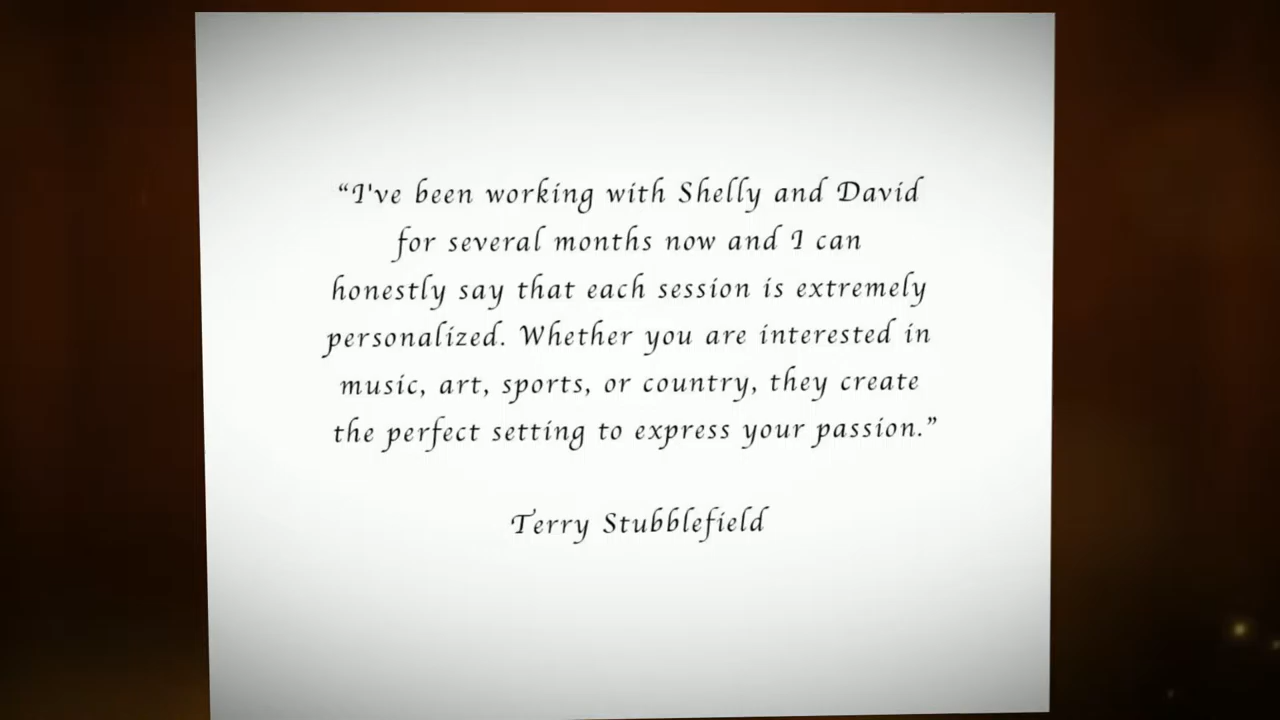 “I've been working with Shelly and David
for several months now and I can
honestly say that each session is extremely
personalized. Whether you are interested in
music, art, sports, or country, they create
the perfect setting to express your passion.”
Terry Stubblefield